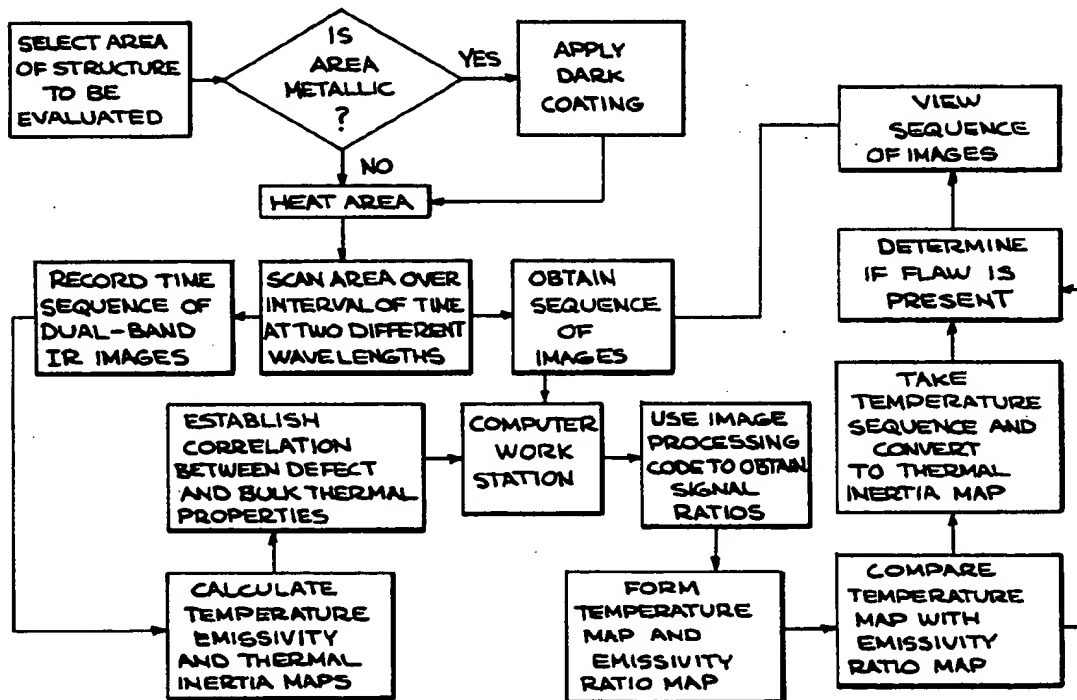 SELECT AREA
OF STRUCTURE
TO BE
EVALUATED
IS
AREA
METALLIC
?
YES
APPLY
DARK
COATING
NO
HEAT AREA
VIEW
SEQUENCE
OF IMAGES
RECORD TIME
SEQUENCE OF
DUAL-BAND
IR IMAGES
SCAN AREA OVER
INTERVAL OF TIME
AT TWO DIFFERENT
WAVELENGTHS
OBTAIN
SEQUENCE
OF
IMAGES
DETERMINE
IF FLAW IS
PRESENT
ESTABLISH
CORRELATION
BETWEEN DEFECT
AND BULK THERMAL
PROPERTIES
COMPUTER
WORK
STATION
USE IMAGE
PROCESSING
CODE TO OBTAIN
SIGNAL
RATIOS
TAKE
TEMPERATURE
SEQUENCE AND
CONVERT
TO THERMAL
INERTIA MAP
CALCULATE
TEMPERATURE
EMISSIVITY
AND THERMAL
INERTIA MAPS
FORM
TEMPERATURE
MAP AND
EMISSIVITY
RATIO MAP
COMPARE
TEMPERATURE
MAP WITH
EMISSIVITY
RATIO MAP